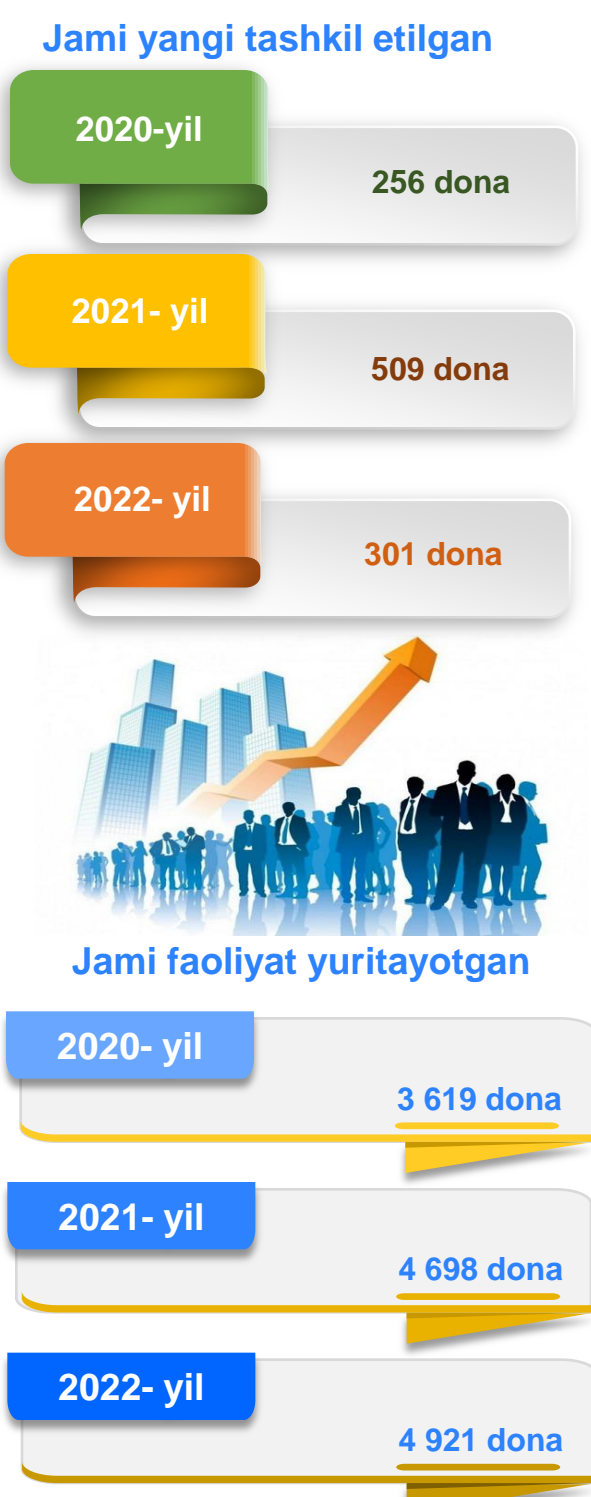 Jami yangi tashkil etilgan
2020-yil
256 dona
2021- yil
509 dona
2022- yil
301 dona
Jami faoliyat yuritayotgan
2020- yil
3 619 dona
2021- yil
4 698 dona
2022- yil
4 921 dona